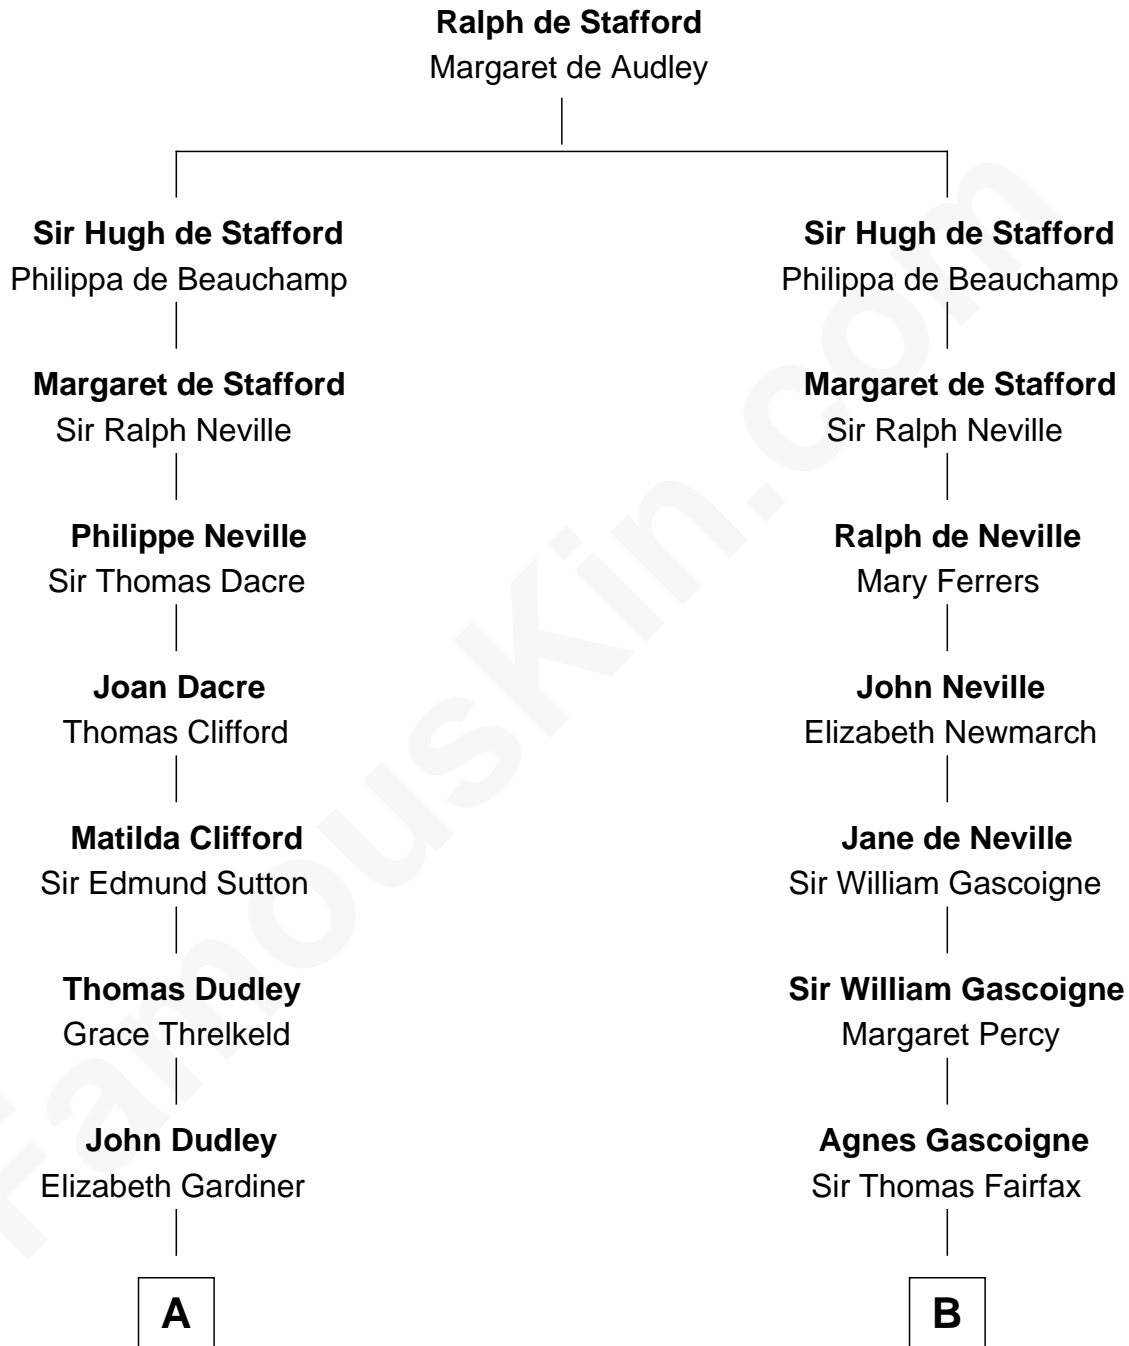 Ralph de Stafford
Margaret de Audley
Sir Hugh de Stafford
Philippa de Beauchamp
Margaret de Stafford
Sir Ralph Neville
Philippe Neville
Sir Thomas Dacre
Joan Dacre
Thomas Clifford
Matilda Clifford
Sir Edmund Sutton
Thomas Dudley
Grace Threlkeld
John Dudley
Elizabeth Gardiner
A
Sir Hugh de Stafford
Philippa de Beauchamp
Margaret de Stafford
Sir Ralph Neville
Ralph de Neville
Mary Ferrers
John Neville
Elizabeth Newmarch
Jane de Neville
Sir William Gascoigne
Sir William Gascoigne
Margaret Percy
Agnes Gascoigne
Sir Thomas Fairfax
B
FamousKin.com